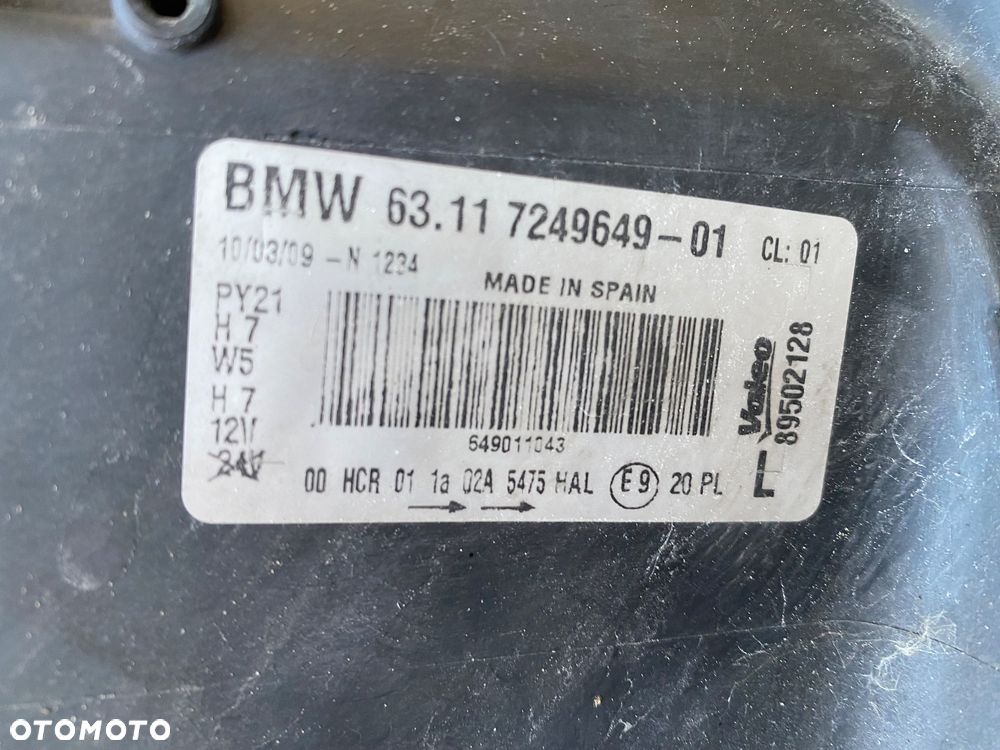 BMW 63.11 7249649-01 CL: 01
10/03/09 -N 1234
MADE IN SPAIN
PY21
H 7
W5
H 7
12V
24V
649011043
00 HCR 01 1a 02A 5475 HAL E9 20 PL
L
Valeo
89502128
OTOMOTO